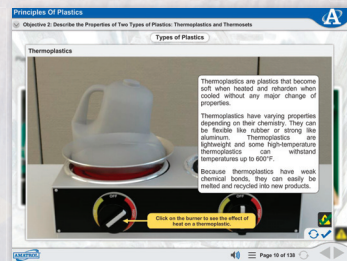 Principles Of Plastics
Objective 2: Describe the Properties of Two Types of Plastics: Thermoplastics and Thermosets
Types of Plastics
Thermoplastics
Thermoplastics are plastics that become
soft when heated and reharden when
cooled without any major change of
properties.
Thermoplastics have varying properties
depending on their chemistry. They can
be flexible like rubber or strong like
aluminum. Thermoplastics are
lightweight and some high-temperature
thermoplastics can withstand
temperatures up to 600°F.
Because thermoplastics have weak
chemical bonds, they can easily be
melted and recycled into new products.
OFF
OFF
Click on the burner to see the effect of
heat on a thermoplastic.
AMATROL
Page 10 of 138